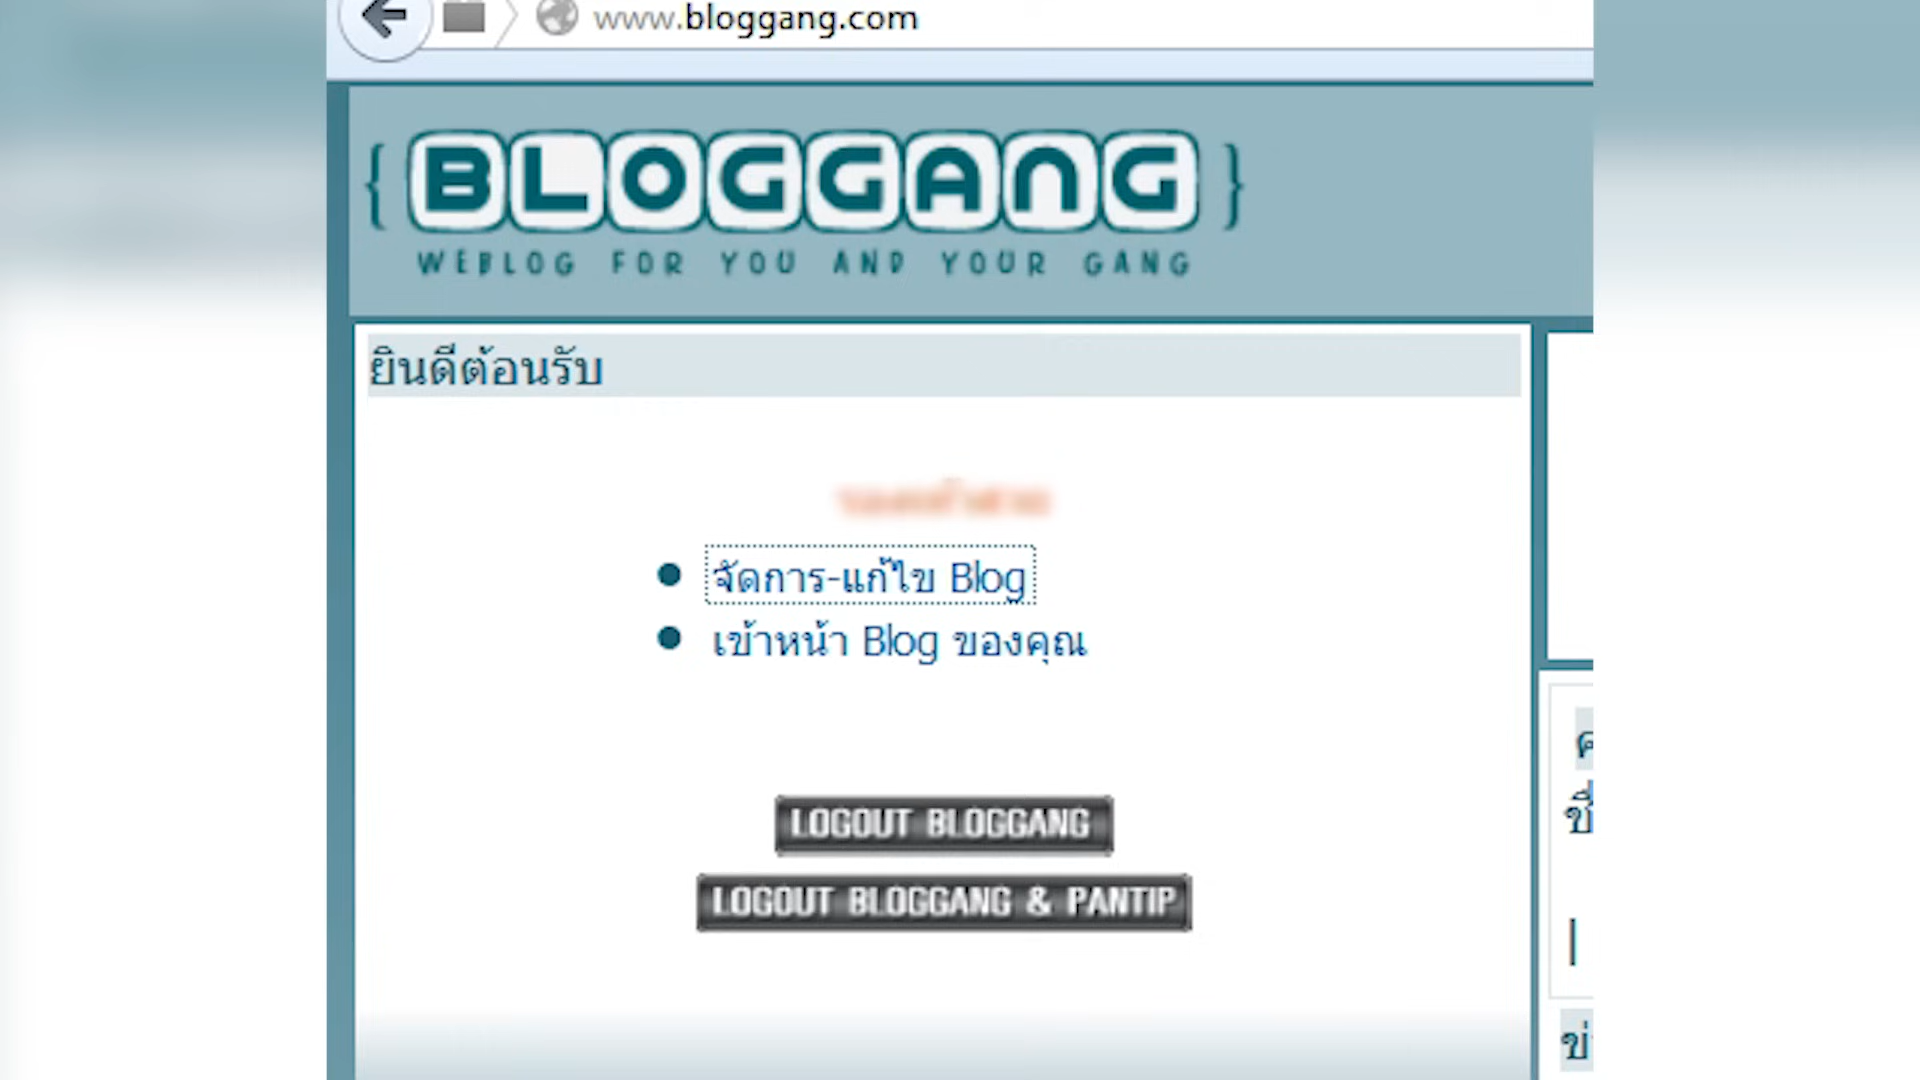 www.bloggang.com
{ BLOGGANG }
WEBLOG FOR YOU AND YOUR GANG
ยินดีต้อนรับ
จัดการ-แก้ไข Blog
เข้าหน้า Blog ของคุณ
LOGOUT BLOGGANG
LOGOUT BLOGGANG & PANTIP